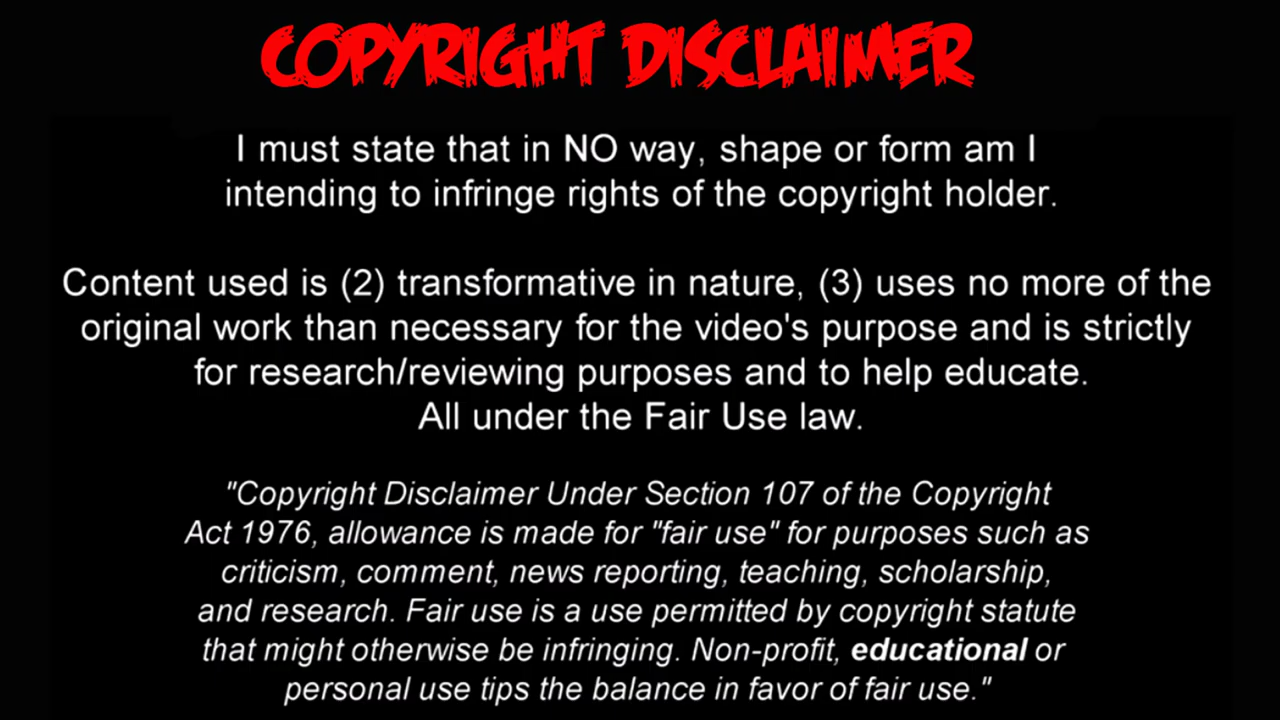 COPYRIGHT DISCLAIMER
I must state that in NO way, shape or form am I
intending to infringe rights of the copyright holder.
Content used is (2) transformative in nature, (3) uses no more of the
original work than necessary for the video's purpose and is strictly
for research/reviewing purposes and to help educate.
All under the Fair Use law.
"Copyright Disclaimer Under Section 107 of the Copyright
Act 1976, allowance is made for "fair use" for purposes such as
criticism, comment, news reporting, teaching, scholarship,
and research. Fair use is a use permitted by copyright statute
that might otherwise be infringing. Non-profit, educational or
personal use tips the balance in favor of fair use."